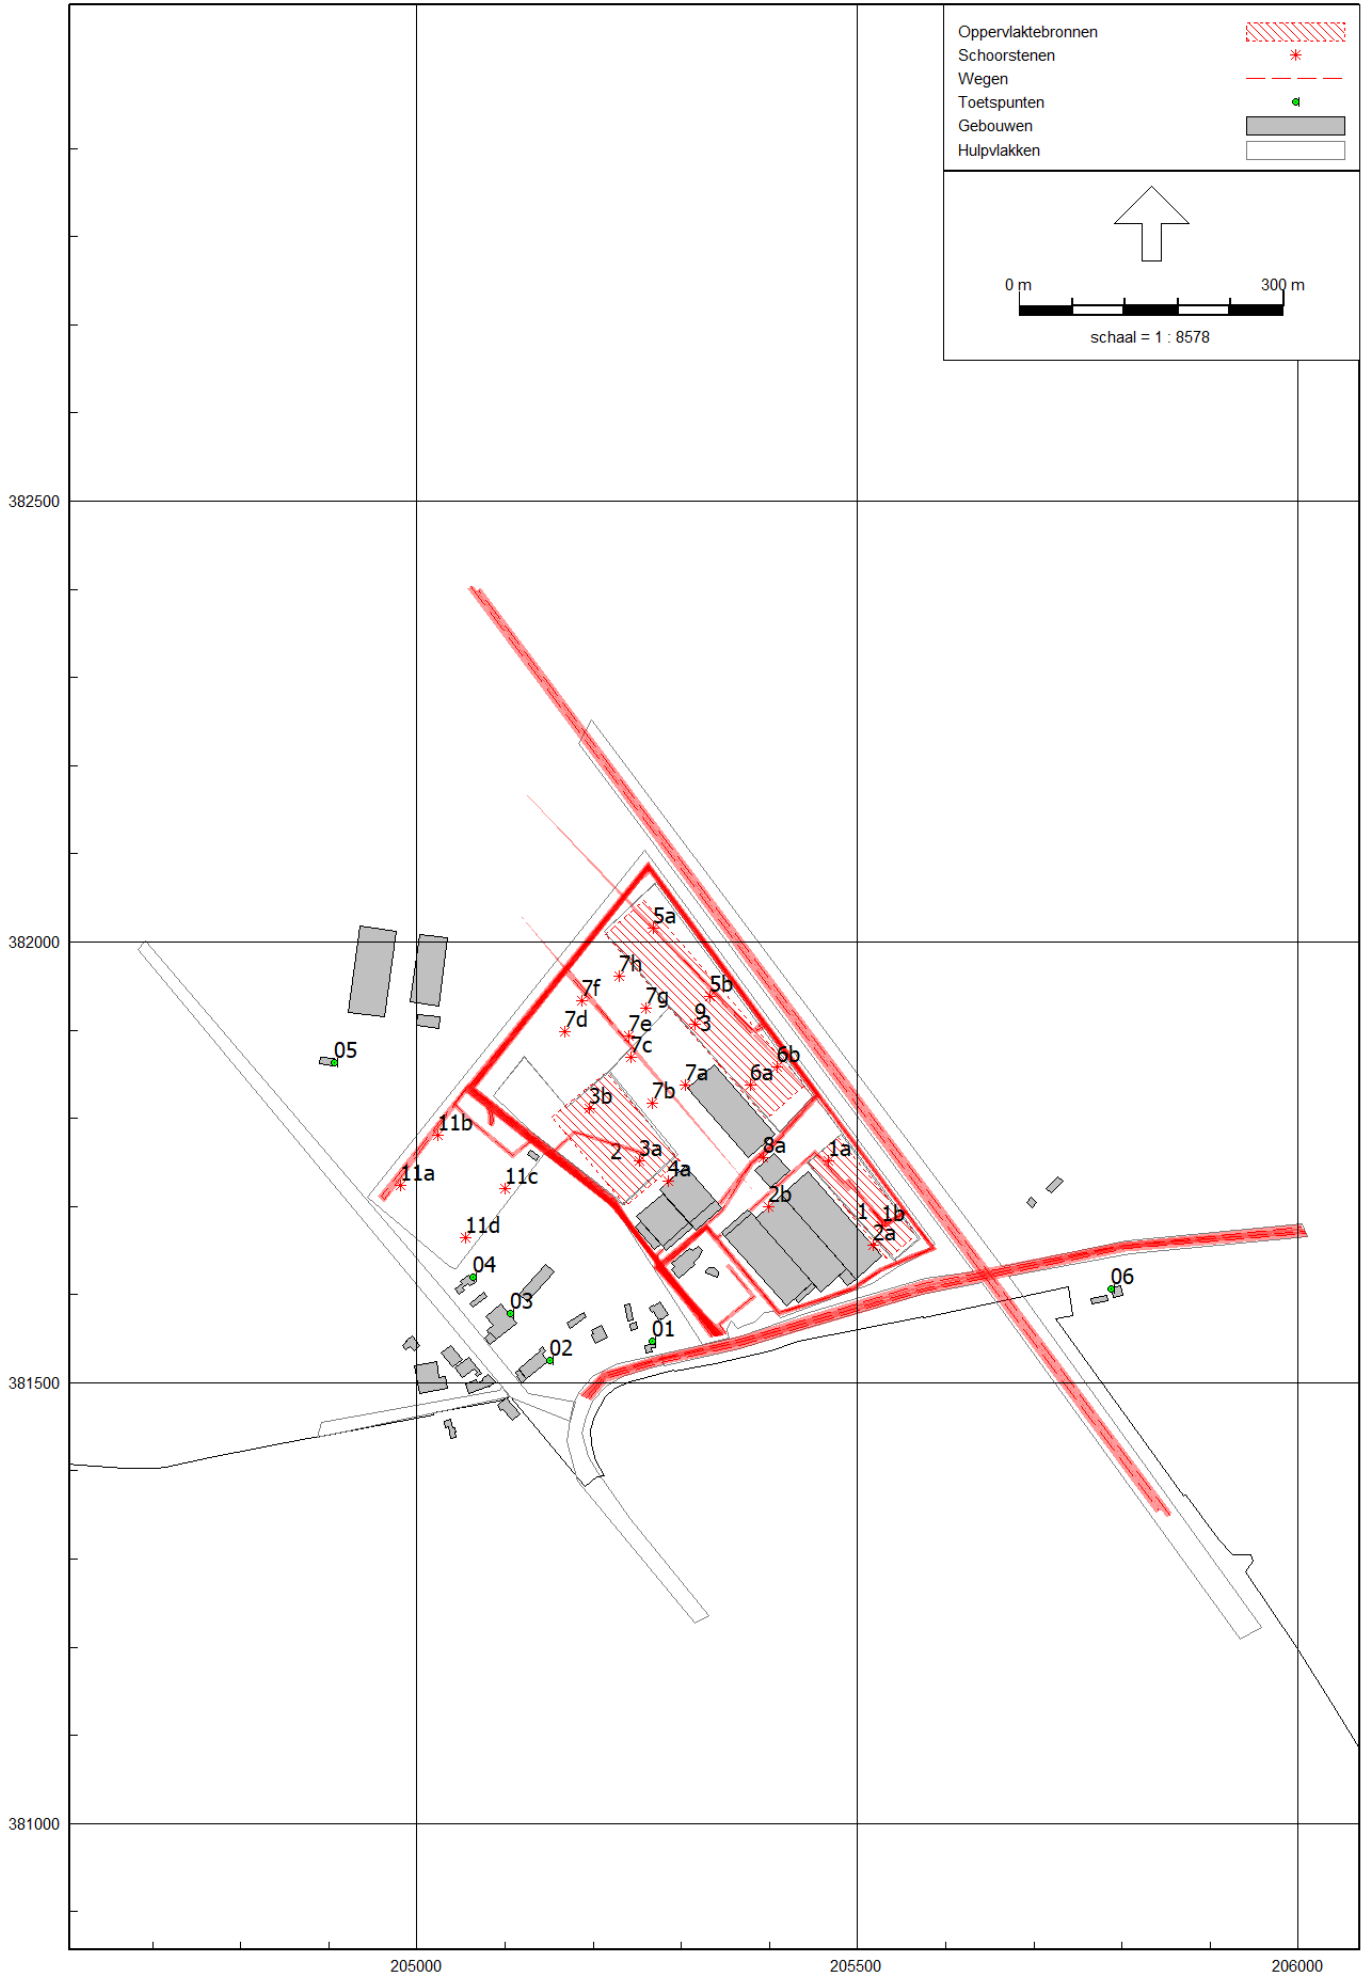 Oppervlaktebronnen
Schoorstenen
Wegen
Toetspunten
Gebouwen
Hulpvlakken
0 m 300 m
schaal = 1 : 8578
382500
5a
382000
7h
5b
7f
7g
9
3
7d
7e
7c
6b
05
7a
6a
7b
3b
11b
8a
1a
2
3a
4a
11a
11c
2b
1
1b
2a
11d
04
06
03
01
02
381500
381000
205000 205500 206000